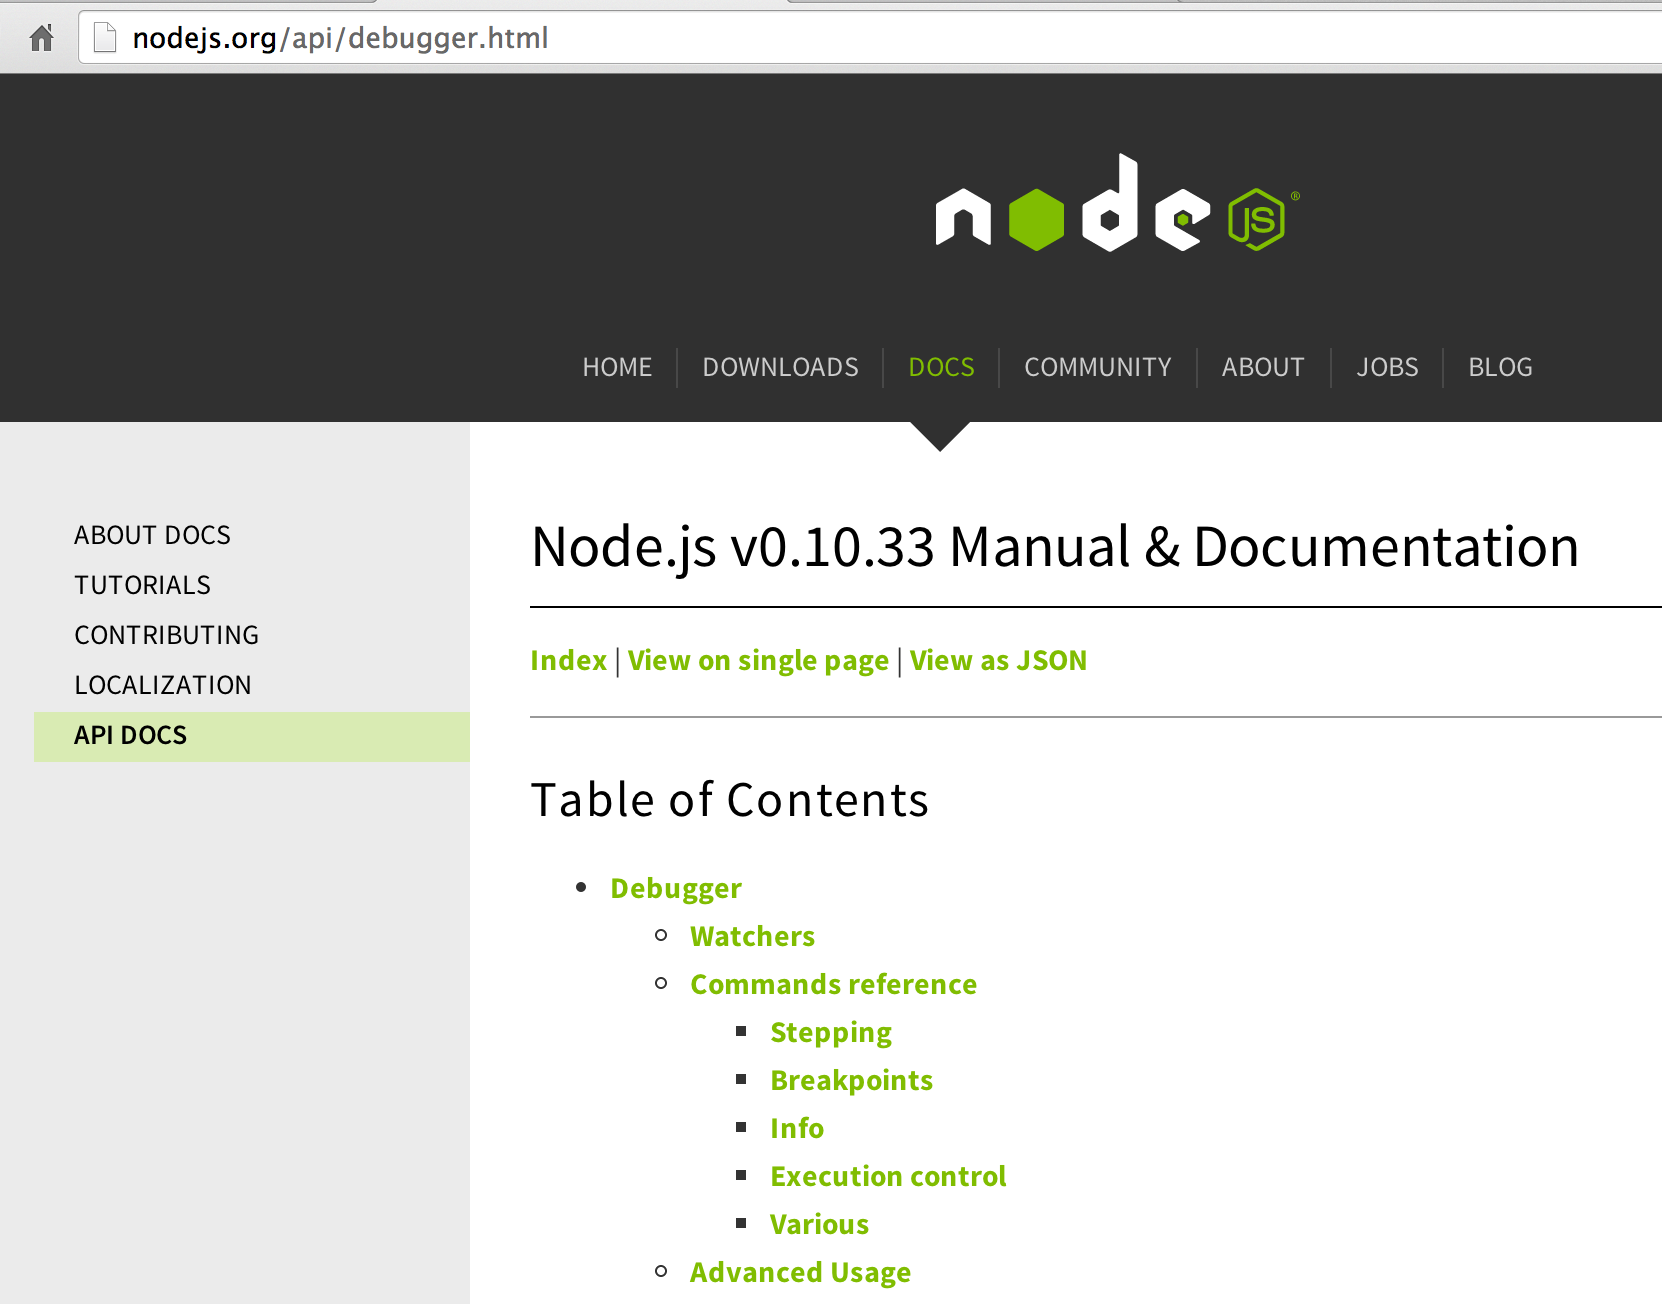 nodejs.org/api/debugger.html
node JS ®
HOME DOWNLOADS DOCS COMMUNITY ABOUT JOBS BLOG
ABOUT DOCS
TUTORIALS
CONTRIBUTING
LOCALIZATION
API DOCS
Node.js v0.10.33 Manual & Documentation
Index | View on single page | View as JSON
Table of Contents
Debugger
Watchers
Commands reference
Stepping
Breakpoints
Info
Execution control
Various
Advanced Usage